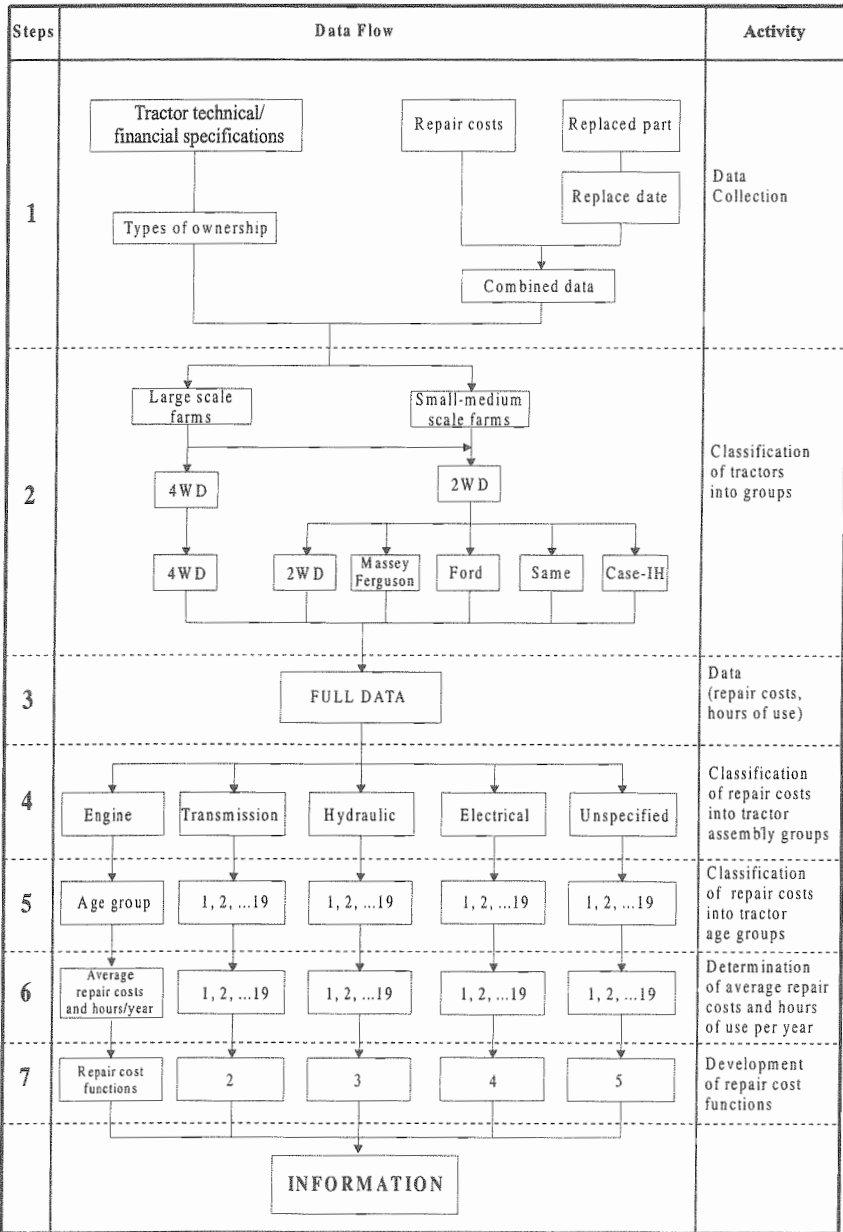 Steps
Data Flow
Activity
1
Tractor technical/
financial specifications
Repair costs
Replaced part
Replace date
Types of ownership
Combined data
Data
Collection
2
Large scale
farms
Small-medium
scale farms
4WD
2WD
4WD
2WD
Massey
Ferguson
Ford
Same
Case-IH
Classification
of tractors
into groups
3
FULL DATA
Data
(repair costs,
hours of use)
4
Engine
Transmission
Hydraulic
Electrical
Unspecified
Classification
of repair costs
into tractor
assembly groups
5
Age group
1, 2, ...19
1, 2, ...19
1, 2, ...19
1, 2, ...19
Classification
of repair costs
into tractor
age groups
6
Average
repair costs
and hours/year
1, 2, ...19
1, 2, ...19
1, 2, ...19
1, 2, ...19
Determination
of average repair
costs and hours
of use per year
7
Repair cost
functions
2
3
4
5
Development
of repair cost
functions
INFORMATION